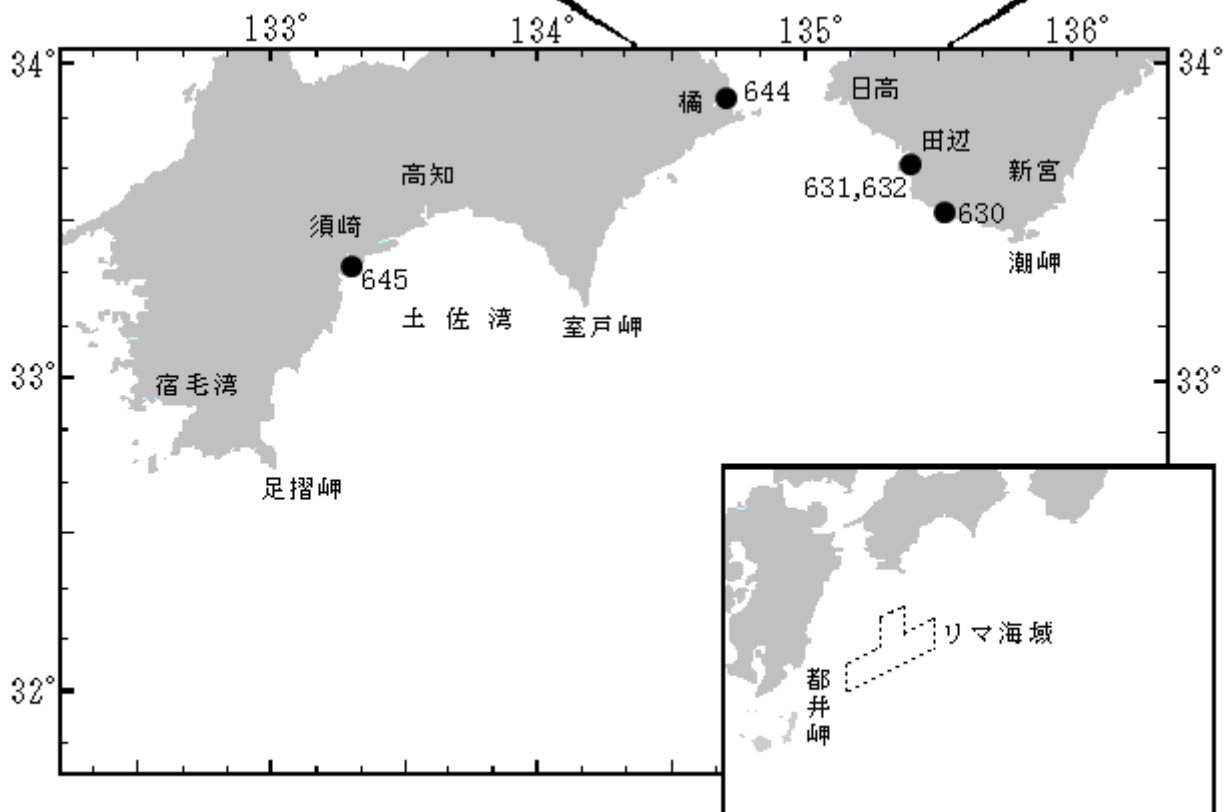 133°
134°
135°
136°
34°
34°
橘
644
日高
田辺
高知
新宮
631,632
630
須崎
645
潮岬
土佐湾
室戸岬
33°
33°
宿毛湾
足摺岬
リマ海域
都井岬
32°